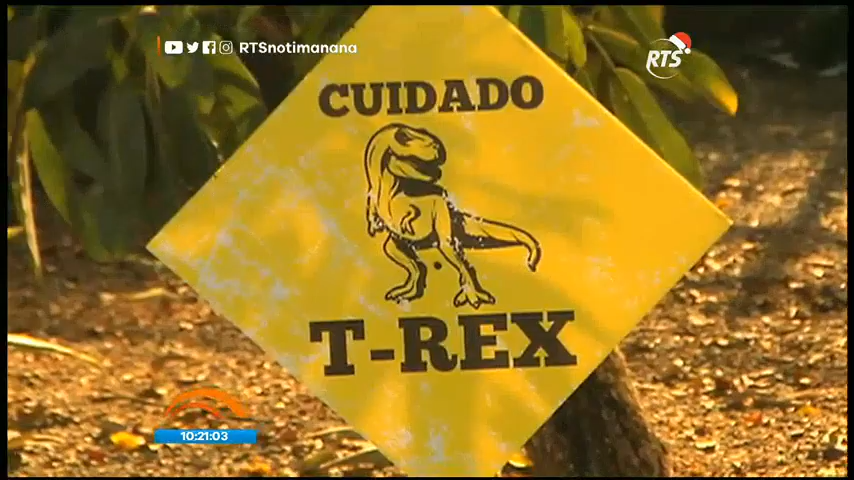 RTSnotimanana
RTS
CUIDADO
T-REX
10:21:03